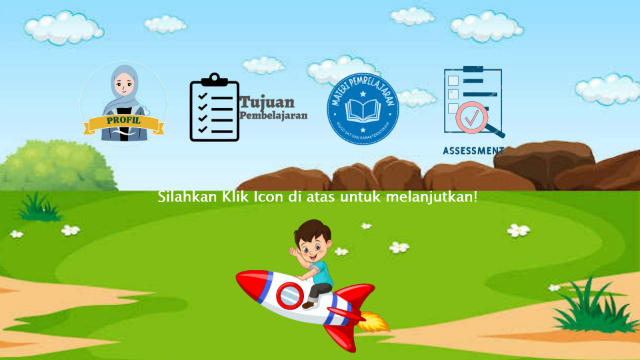 PROFIL
Tujuan
Pembelajaran
MATERI PEMBELAJARAN
ASSESSMENT
Silahkan Klik Icon di atas untuk melanjutkan!